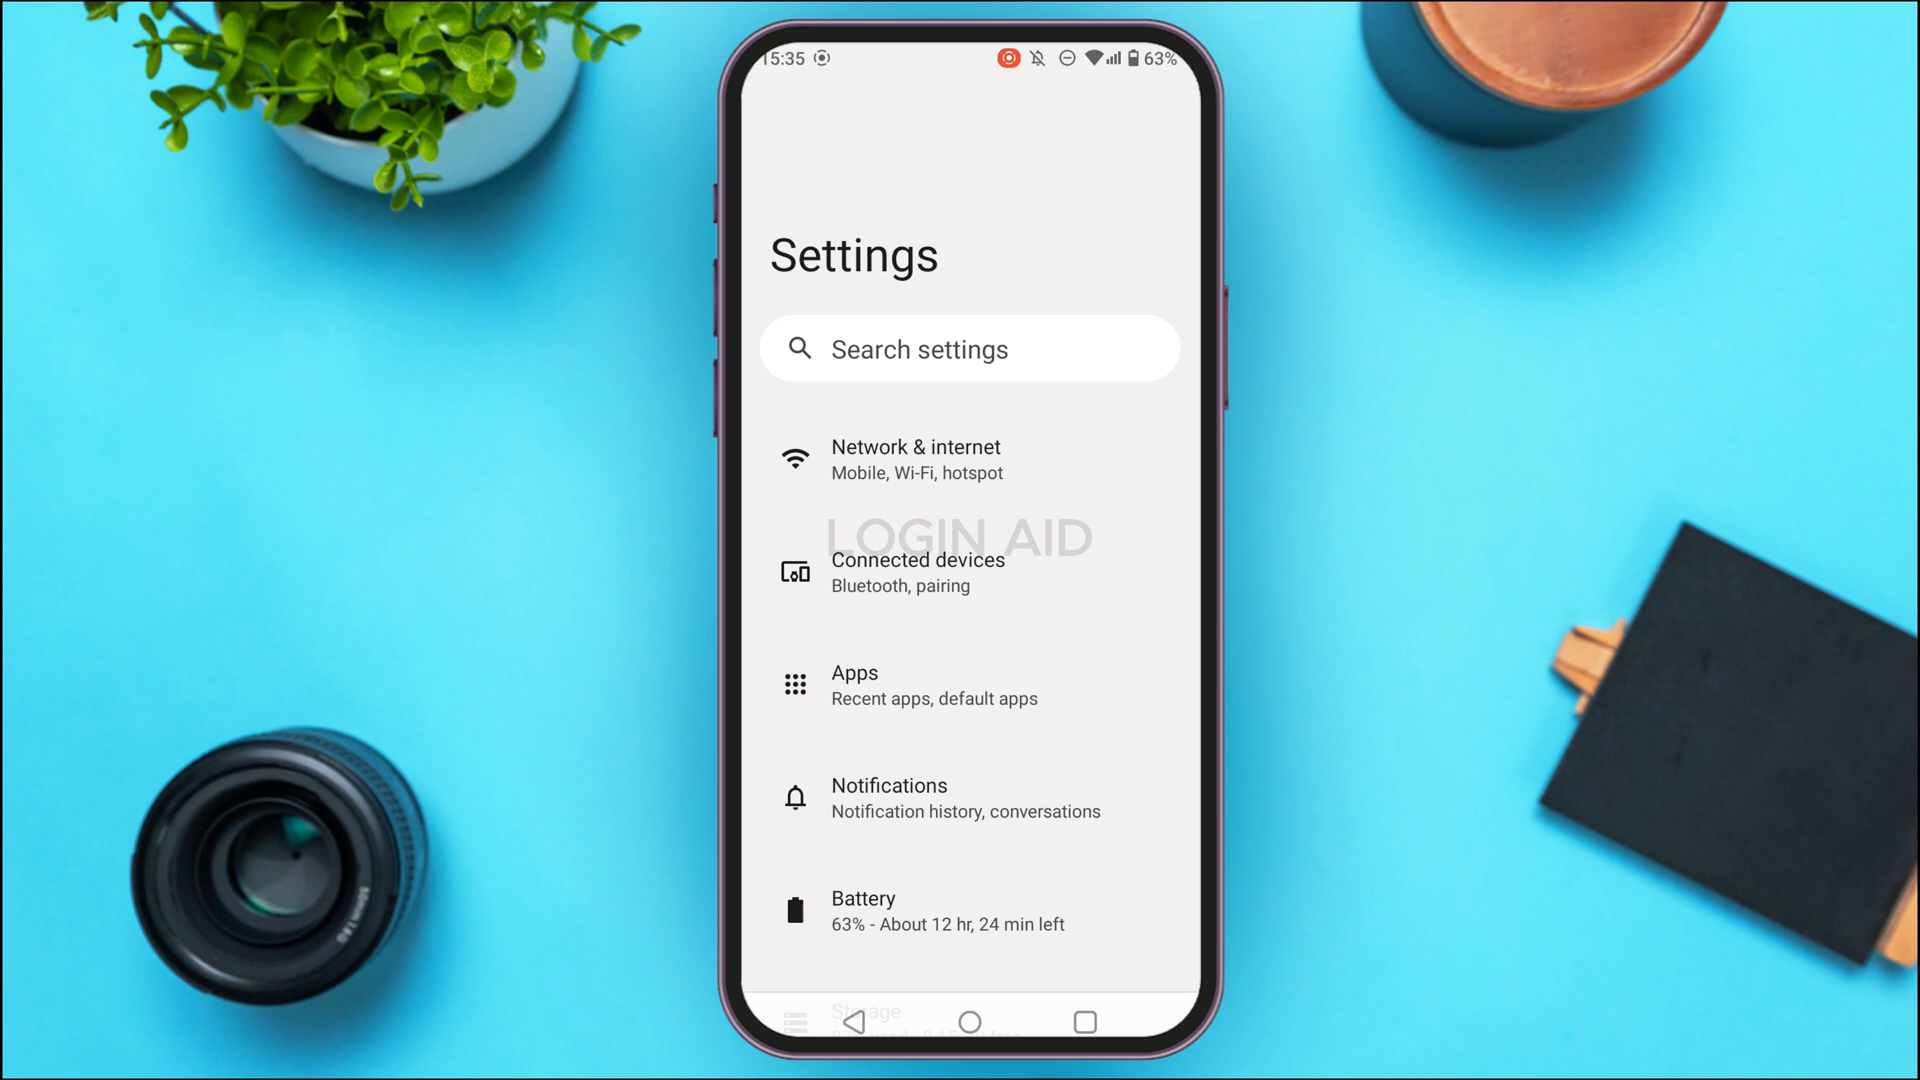 15:35
63%
Settings
Search settings
Network & internet
Mobile, Wi-Fi, hotspot
LOGIN AID
Connected devices
Bluetooth, pairing
Apps
Recent apps, default apps
Notifications
Notification history, conversations
Battery
63% - About 12 hr, 24 min left
Storage